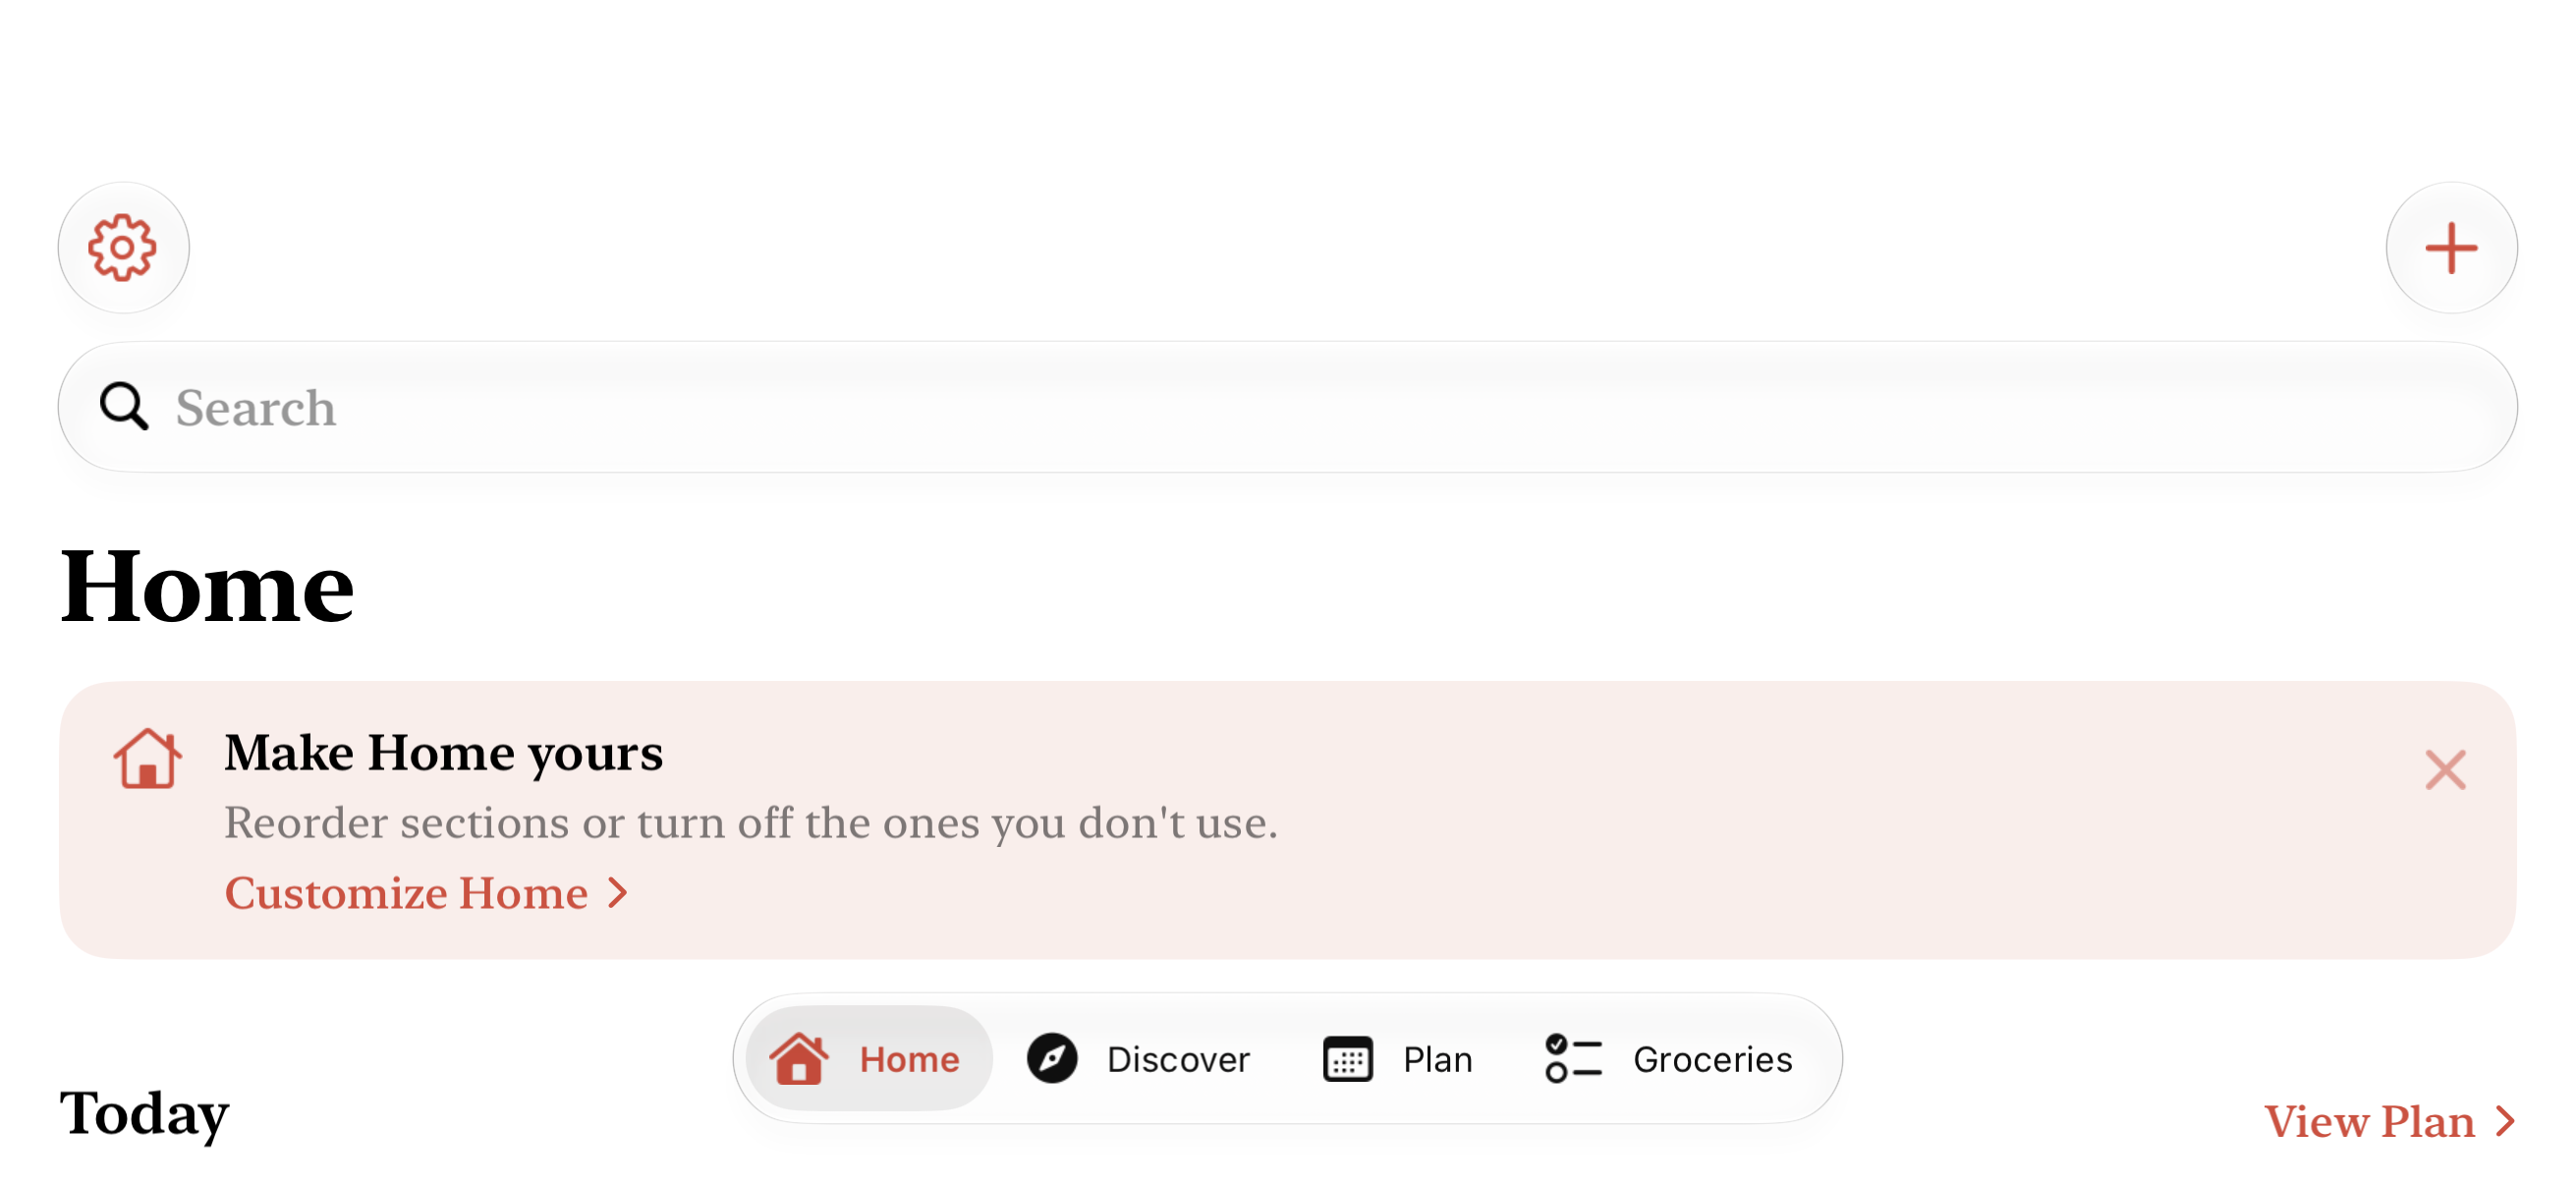 Search
Home
Make Home yours
Reorder sections or turn off the ones you don't use.
Customize Home
Home
Discover
Plan
Groceries
Today
View Plan